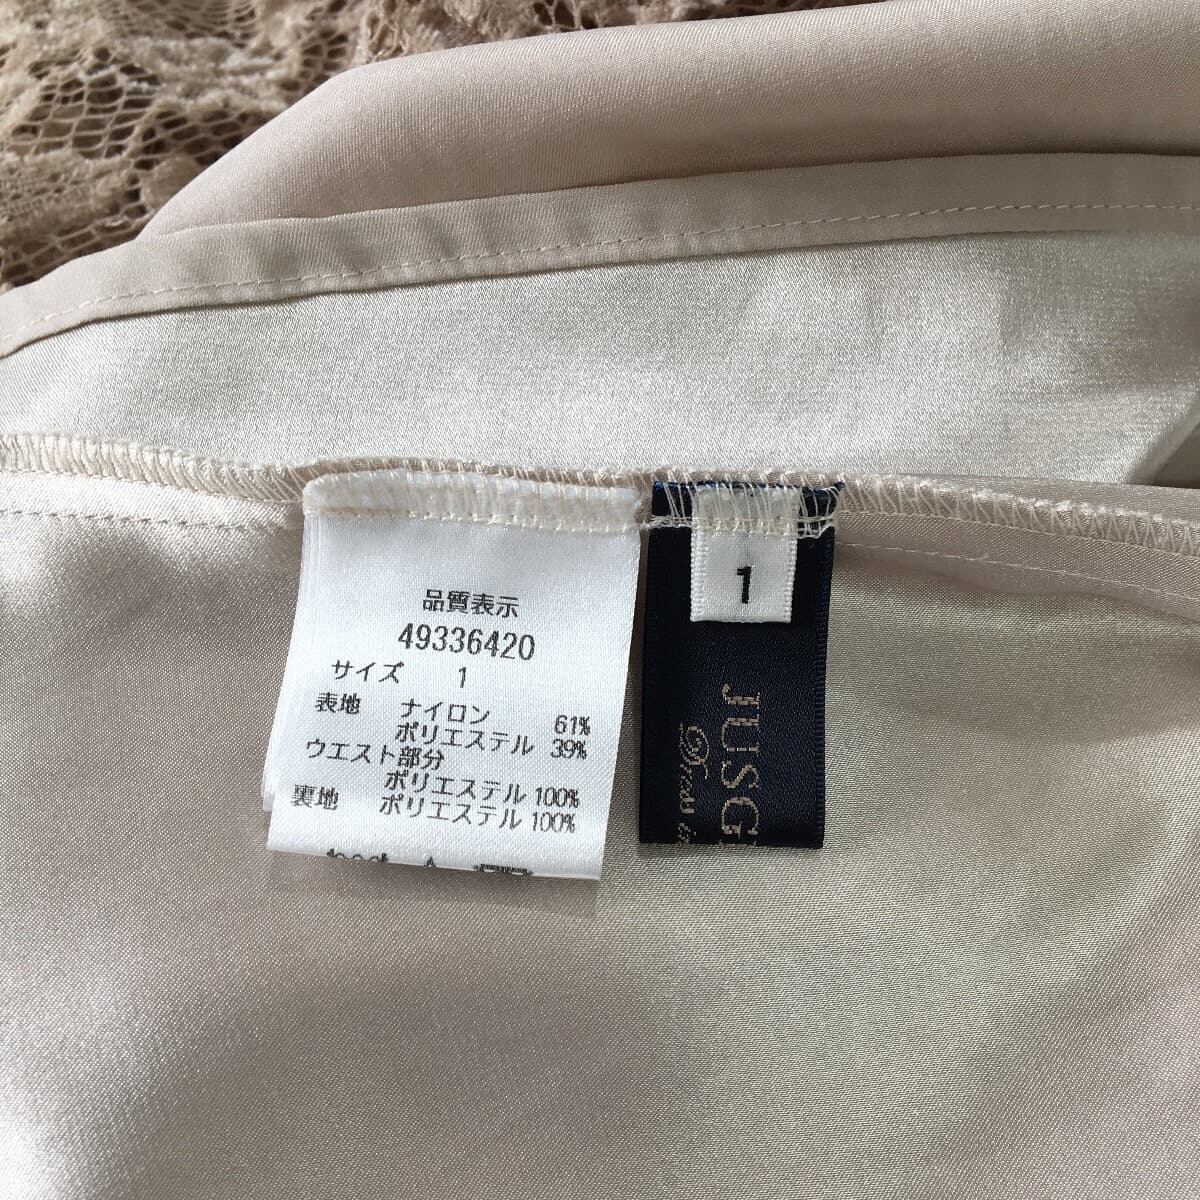 品質表示
49336420
サイズ 1
表地 ナイロン 61%
ポリエステル 39%
ウエスト部分
ポリエステル 100%
裏地 ポリエステル 100%
1
JUSG